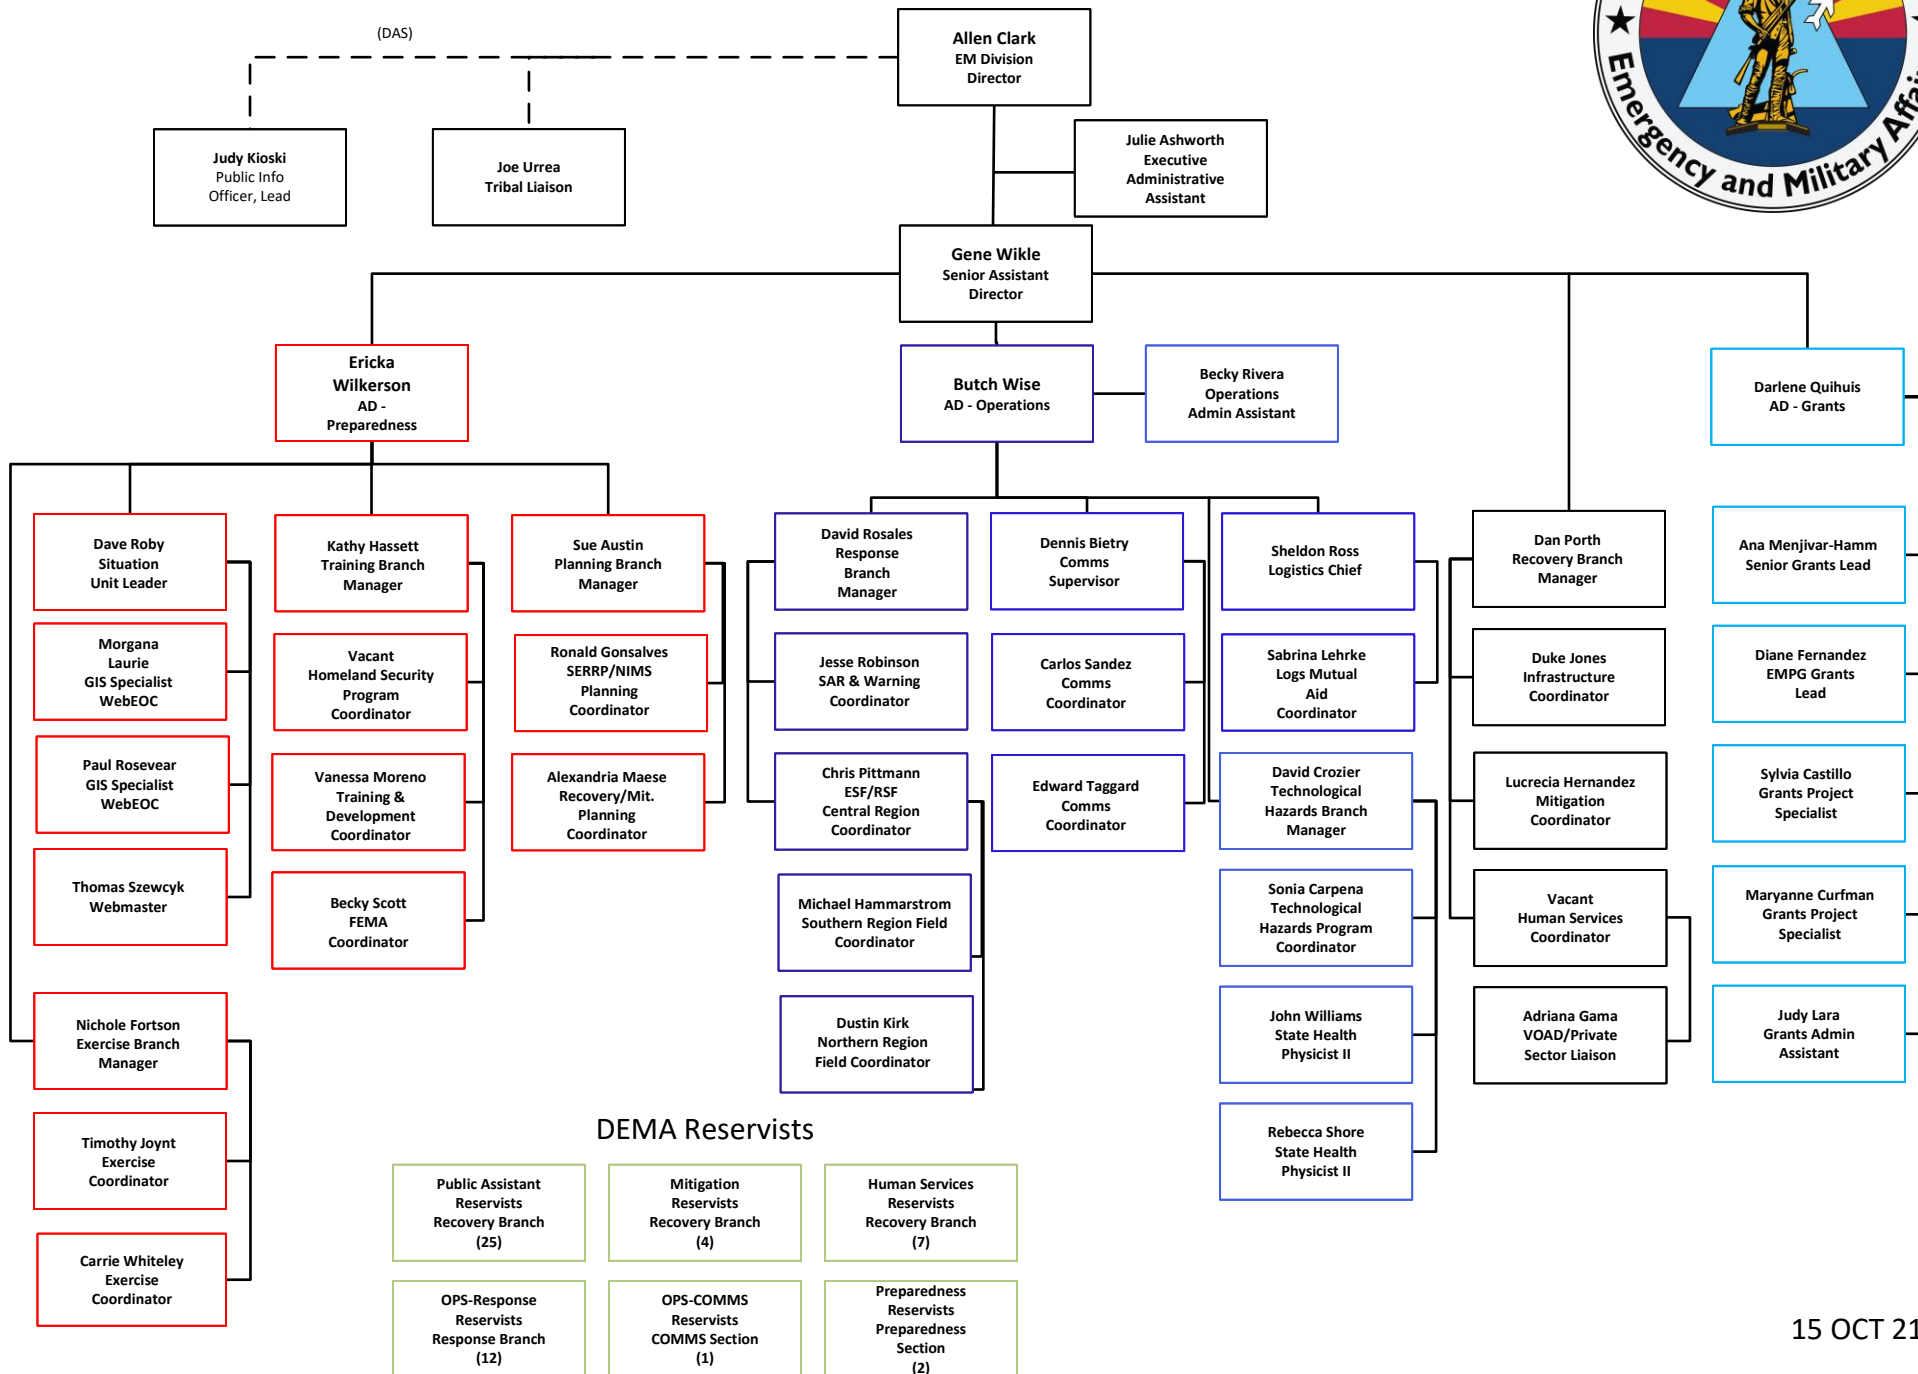 (DAS)
Allen Clark
EM Division
Director
Emergency and Military Affair
Judy Kioski
Public Info
Officer, Lead
Joe Urrea
Tribal Liaison
Julie Ashworth
Executive
Administrative
Assistant
Gene Wikle
Senior Assistant
Director
Ericka
Wilkerson
AD -
Preparedness
Butch Wise
AD - Operations
Becky Rivera
Operations
Admin Assistant
Darlene Quihuis
AD - Grants
Dave Roby
Situation
Unit Leader
Kathy Hassett
Training Branch
Manager
Sue Austin
Planning Branch
Manager
David Rosales
Response
Branch
Manager
Dennis Bietry
Comms
Supervisor
Sheldon Ross
Logistics Chief
Dan Porth
Recovery Branch
Manager
Ana Menjivar-Hamm
Senior Grants Lead
Morgana
Laurie
GIS Specialist
WebEOC
Vacant
Homeland Security
Program
Coordinator
Ronald Gonsalves
SERRP/NIMS
Planning
Coordinator
Jesse Robinson
SAR & Warning
Coordinator
Carlos Sandez
Comms
Coordinator
Sabrina Lehrke
Logs Mutual
Aid
Coordinator
Duke Jones
Infrastructure
Coordinator
Diane Fernandez
EMPG Grants
Lead
Paul Rosevear
GIS Specialist
WebEOC
Vanessa Moreno
Training &
Development
Coordinator
Alexandria Maese
Recovery/Mit.
Planning
Coordinator
Chris Pittmann
ESF/RSF
Central Region
Coordinator
Edward Taggard
Comms
Coordinator
David Crozier
Technological
Hazards Branch
Manager
Lucrecia Hernandez
Mitigation
Coordinator
Sylvia Castillo
Grants Project
Specialist
Thomas Szewcyk
Webmaster
Becky Scott
FEMA
Coordinator
Michael Hammarstrom
Southern Region Field
Coordinator
Sonia Carpena
Technological
Hazards Program
Coordinator
Vacant
Human Services
Coordinator
Maryanne Curfman
Grants Project
Specialist
Nichole Fortson
Exercise Branch
Manager
Dustin Kirk
Northern Region
Field Coordinator
John Williams
State Health
Physicist II
Adriana Gama
VOAD/Private
Sector Liaison
Judy Lara
Grants Admin
Assistant
Timothy Joynt
Exercise
Coordinator
Rebecca Shore
State Health
Physicist II
Carrie Whiteley
Exercise
Coordinator
DEMA Reservists
Public Assistant
Reservists
Recovery Branch
(25)
Mitigation
Reservists
Recovery Branch
(4)
Human Services
Reservists
Recovery Branch
(7)
OPS-Response
Reservists
Response Branch
(12)
OPS-COMMS
Reservists
COMMS Section
(1)
Preparedness
Reservists
Preparedness
Section
(2)
15 OCT 21